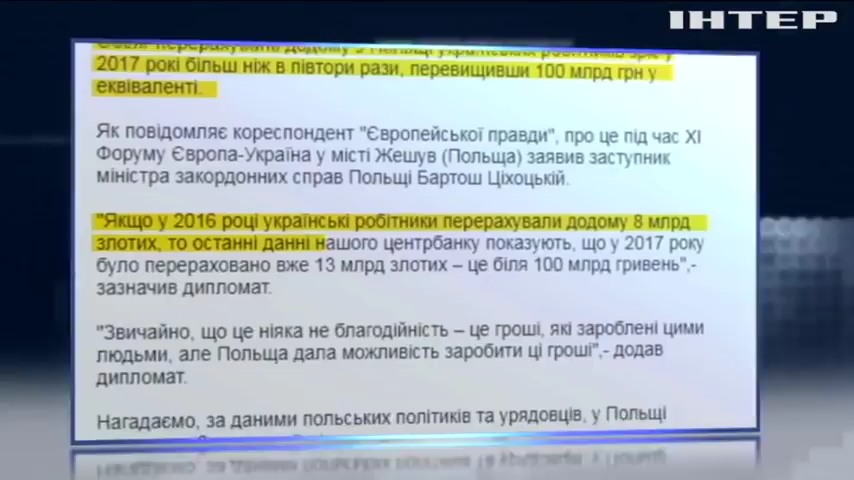 ІНТЕР
2017 році більш ніж в півтори рази, перевищивши 100 млрд грн у
еквіваленті.
Як повідомляє кореспондент "Європейської правди", про це під час XI
Форуму Європа-Україна у місті Жешув (Польща) заявив заступник
міністра закордонних справ Польщі Бартош Ціхоцькій.
"Якщо у 2016 році українські робітники перерахували додому 8 млрд
злотих, то останні данні нашого центрбанку показують, що у 2017 року
було перераховано вже 13 млрд злотих – це біля 100 млрд гривень",-
зазначив дипломат.
"Звичайно, що це ніяка не благодійність – це гроші, які зароблені цими
людьми, але Польща дала можливість заробити ці гроші",- додав
дипломат.
Нагадаємо, за даними польських політиків та урядовців, у Польщі